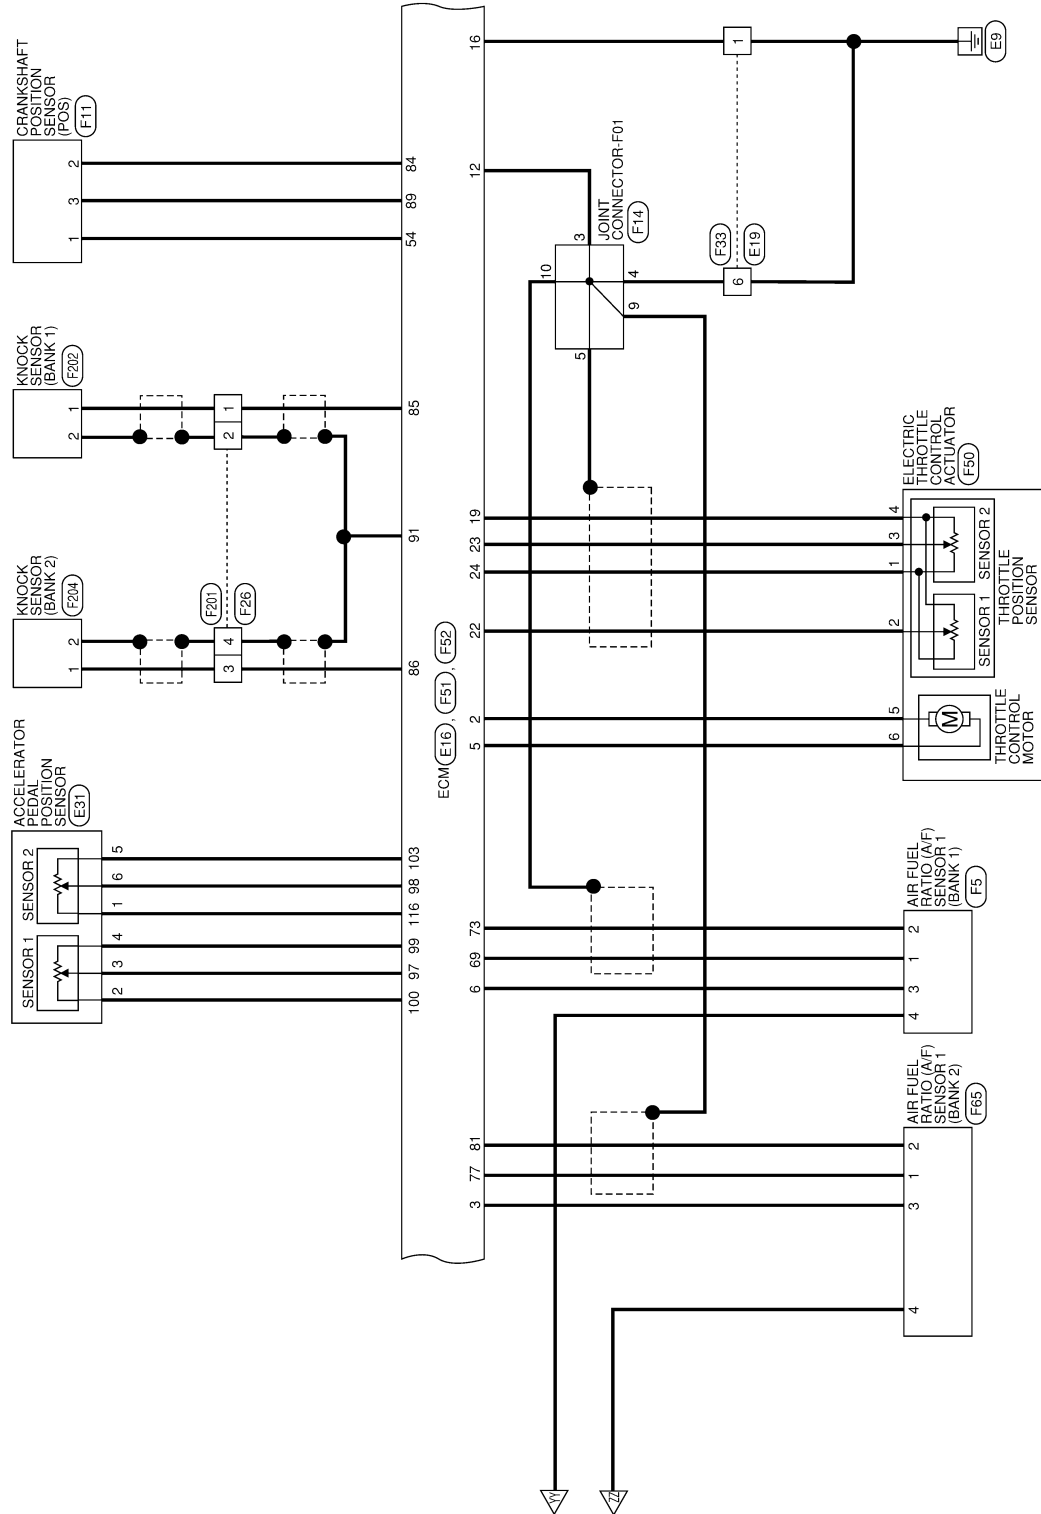 ACCELERATOR
PEDAL
POSITION
SENSOR
E31
SENSOR 1
SENSOR 2
2
3
4
1
6
5
100
97
99
116
98
103
KNOCK
SENSOR
(BANK 2)
F204
1
2
F201
F26
3
4
86
KNOCK
SENSOR
(BANK 1)
F202
2
1
2
1
91
85
CRANKSHAFT
POSITION
SENSOR
(POS)
F11
1
3
2
54
89
84
ECM E16 , F51 , F52
3
77
81
6
69
73
5
2
22
24
23
19
12
16
JOINT
CONNECTOR-F01
F14
5
10
3
9
4
F33
E19
6
1
E9
YY
ZZ
AIR FUEL
RATIO (A/F)
SENSOR 1
(BANK 2)
F65
4
3
1
2
AIR FUEL
RATIO (A/F)
SENSOR 1
(BANK 1)
F5
4
3
1
2
ELECTRIC
THROTTLE
CONTROL
ACTUATOR
F50
6
5
2
1
3
4
M
THROTTLE
CONTROL
MOTOR
SENSOR 1
SENSOR 2
THROTTLE
POSITION
SENSOR